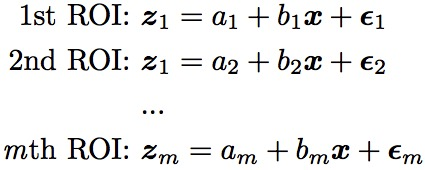 1st ROI: z₁ = a₁ + b₁x + ϵ₁
2nd ROI: z₁ = a₂ + b₂x + ϵ₂
...
mth ROI: zₘ = aₘ + bₘx + ϵₘ